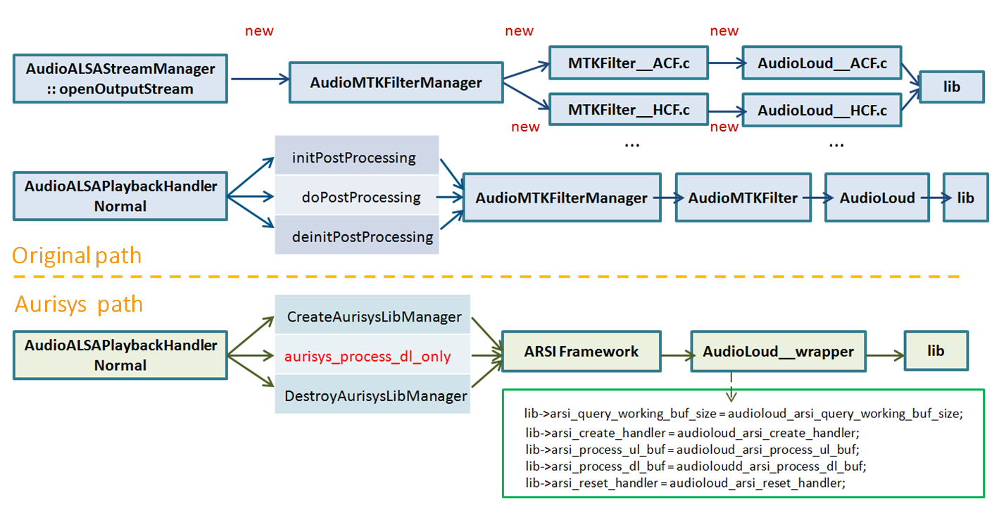 new
new
new
AudioALSAStreamManager
:: openOutputStream
AudioMTKFilterManager
MTKFilter__ACF.c
AudioLoud__ACF.c
lib
MTKFilter__HCF.c
AudioLoud__HCF.c
new
new
...
...
AudioALSAPlaybackHandler
Normal
initPostProcessing
doPostProcessing
deinitPostProcessing
AudioMTKFilterManager
AudioMTKFilter
AudioLoud
lib
Original path
Aurisys path
AudioALSAPlaybackHandler
Normal
CreateAurisysLibManager
aurisys_process_dl_only
DestroyAurisysLibManager
ARSI Framework
AudioLoud__wrapper
lib
lib->arsi_query_working_buf_size = audioloud_arsi_query_working_buf_size;
lib->arsi_create_handler = audioloud_arsi_create_handler;
lib->arsi_process_ul_buf = audioloud_arsi_process_ul_buf;
lib->arsi_process_dl_buf = audioloudd_arsi_process_dl_buf;
lib->arsi_reset_handler = audioloud_arsi_reset_handler;